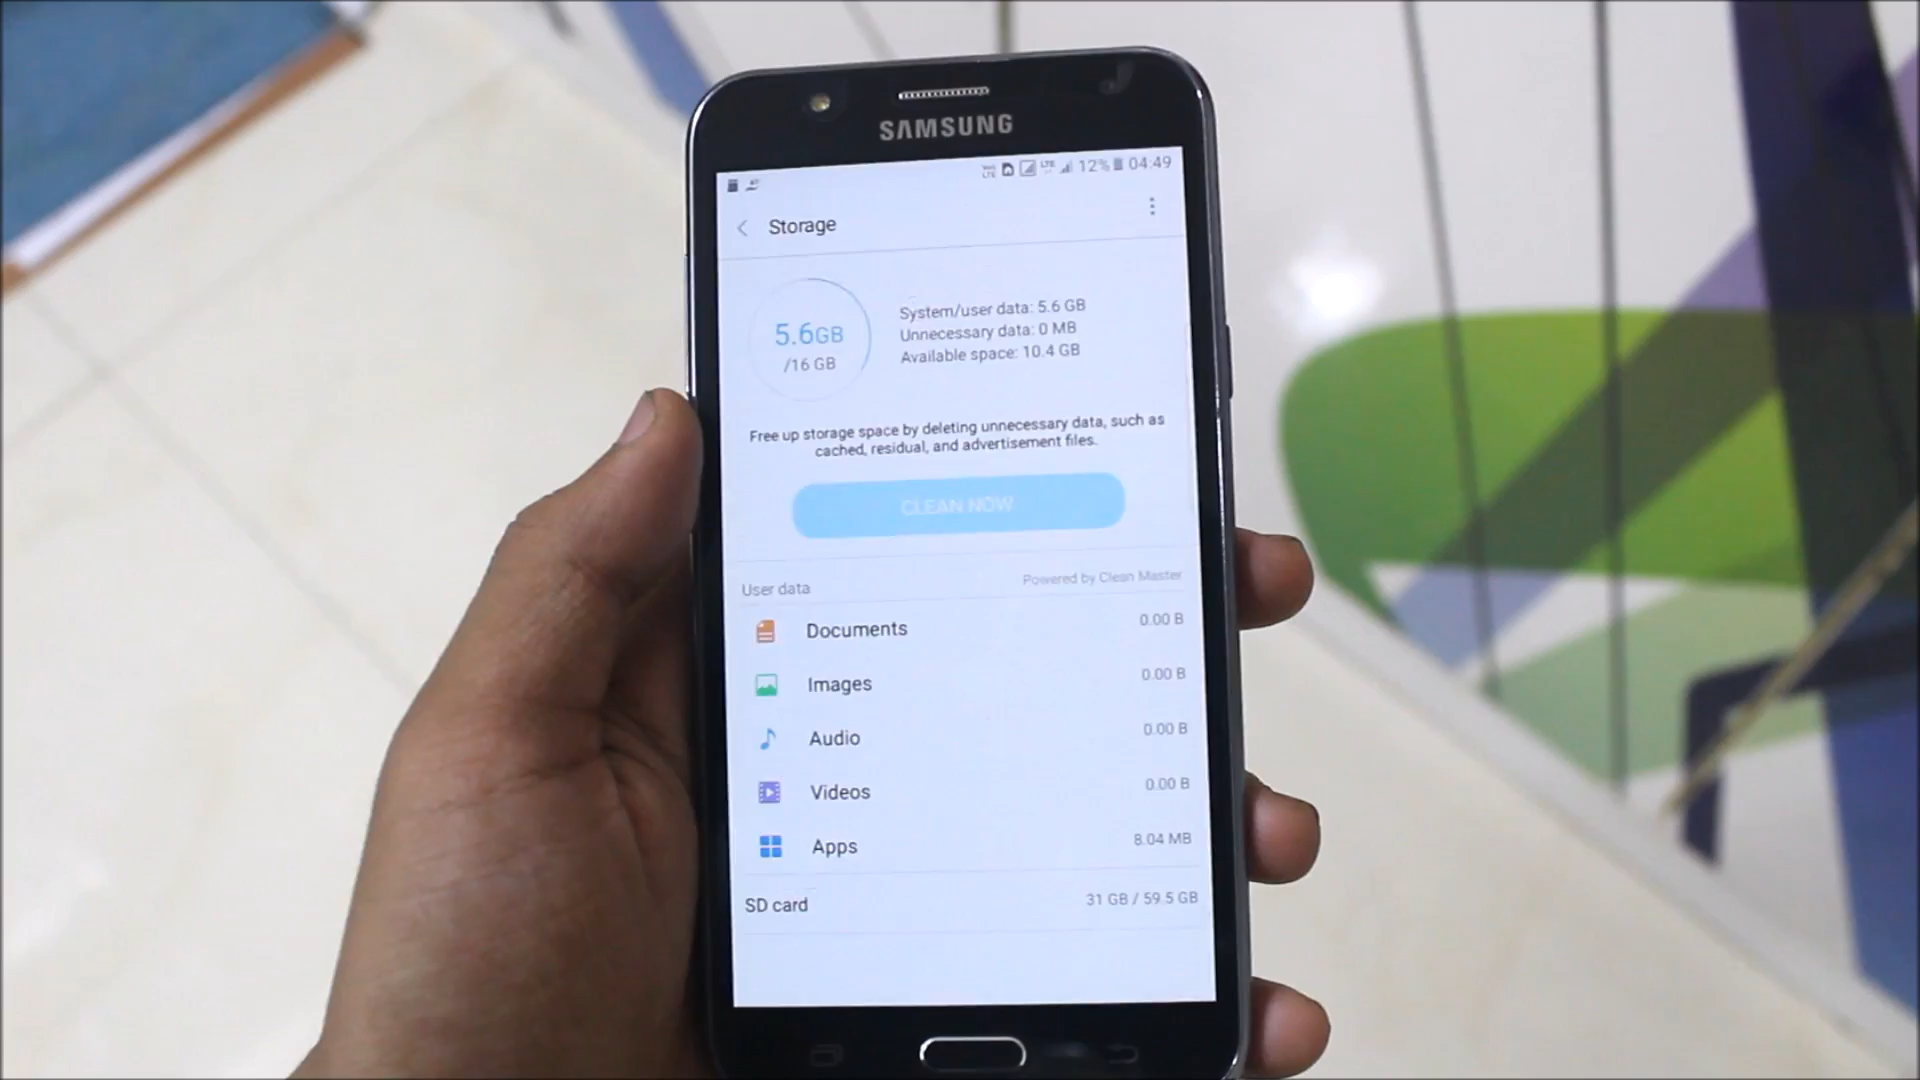 SAMSUNG
LTE 12% 04:49
Storage
5.6GB
/16 GB
System/user data: 5.6 GB
Unnecessary data: 0 MB
Available space: 10.4 GB
Free up storage space by deleting unnecessary data, such as
cached, residual, and advertisement files.
CLEAN NOW
User data Powered by Clean Master
Documents 0.00 B
Images 0.00 B
Audio 0.00 B
Videos 0.00 B
Apps 8.04 MB
SD card 31 GB / 59.5 GB